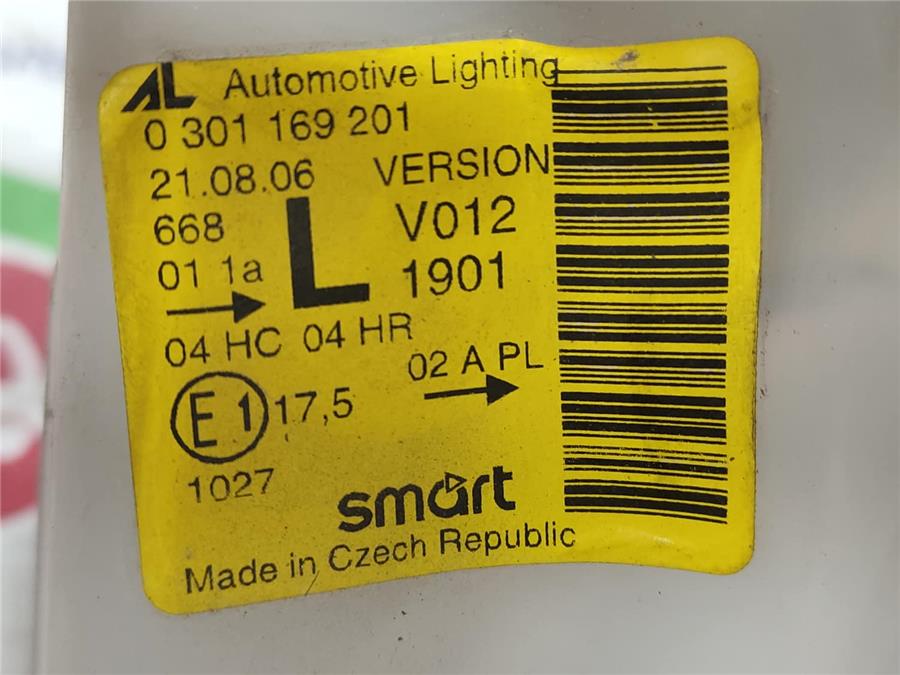 AL Automotive Lighting
0 301 169 201
21.08.06 VERSION
668 L V012
01 1a 1901
04 HC 04 HR
02 A PL
E1 17,5
1027
smart
Made in Czech Republic